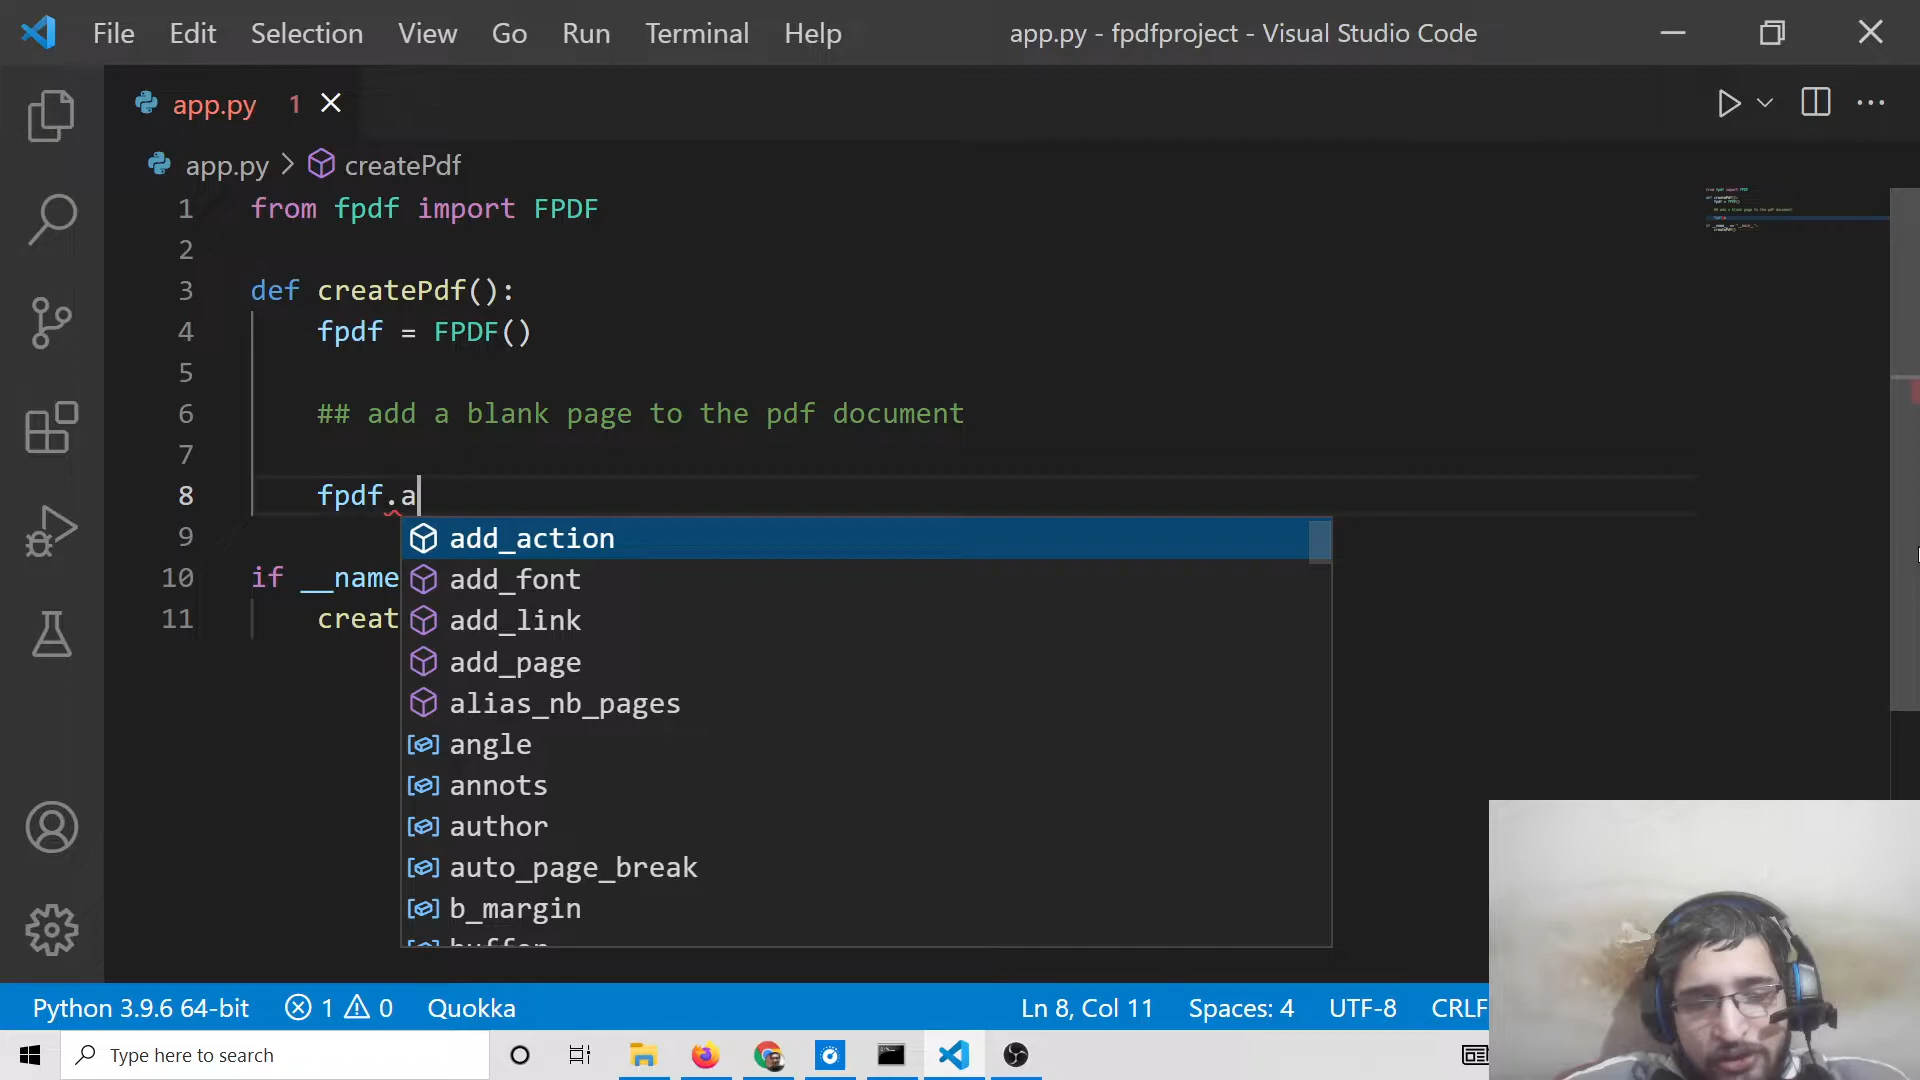 File Edit Selection View Go Run Terminal Help app.py - fpdfproject - Visual Studio Code
app.py 1
app.py > createPdf
1 from fpdf import FPDF
2
3 def createPdf():
4 fpdf = FPDF()
5
6 ## add a blank page to the pdf document
7
8 fpdf.a
9
10 if __name
11 creat
add_action
add_font
add_link
add_page
alias_nb_pages
angle
annots
author
auto_page_break
b_margin
Python 3.9.6 64-bit 1 0 Quokka Ln 8, Col 11 Spaces: 4 UTF-8 CRLF
Type here to search